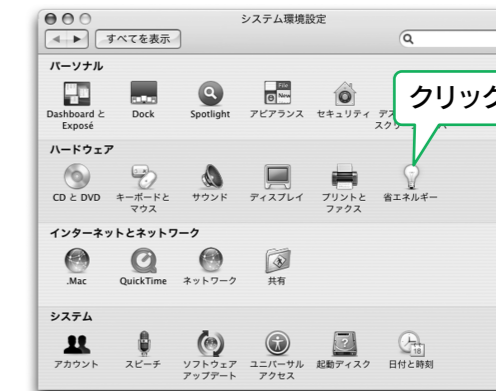 システム環境設定
すべてを表示
パーソナル
Dashboard と
Exposé
Dock
Spotlight
File
New
アピアランス
セキュリティ
クリック
ハードウェア
CD と DVD
キーボードと
マウス
サウンド
ディスプレイ
プリントと
ファクス
省エネルギー
インターネットとネットワーク
.Mac
QuickTime
ネットワーク
共有
システム
アカウント
スピーチ
ソフトウェア
アップデート
ユニバーサル
アクセス
起動ディスク
18
日付と時刻